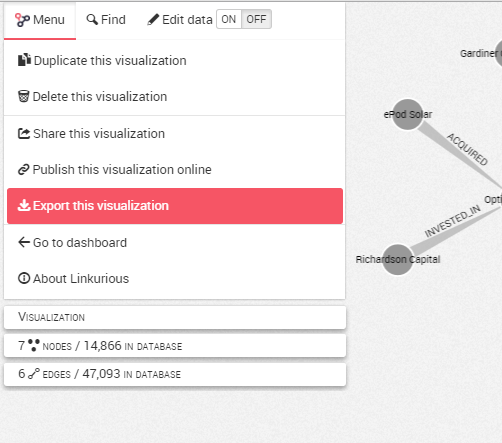 Menu Find Edit data ON OFF
Duplicate this visualization
Delete this visualization
Share this visualization
Publish this visualization online
Export this visualization
Go to dashboard
About Linkurious
Visualization
7 nodes / 14,866 in database
6 edges / 47,093 in database
Gardiner
ePod Solar
ACQUIRED
Opti
INVESTED_IN
Richardson Capital